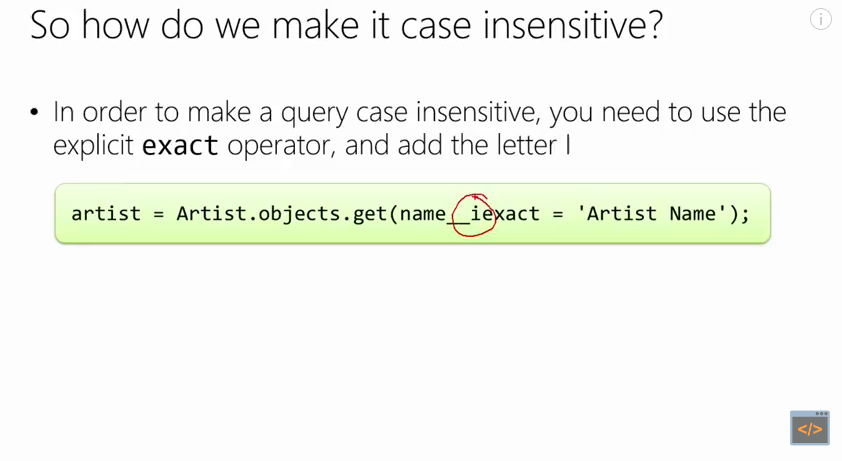 So how do we make it case insensitive?
• In order to make a query case insensitive, you need to use the
explicit exact operator, and add the letter I
artist = Artist.objects.get(name__iexact = 'Artist Name');
</>